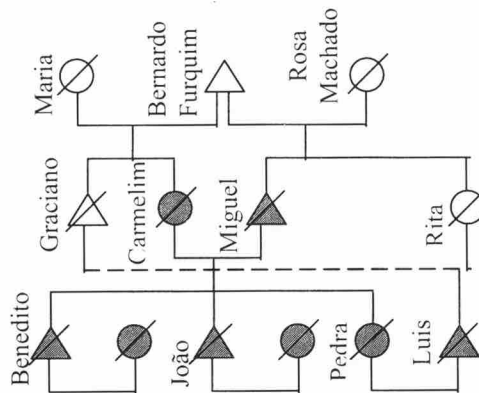 Maria
Bernardo
Furquim
Rosa
Machado
Graciano
Carmelim
Miguel
Rita
Benedito
João
Pedra
Luis